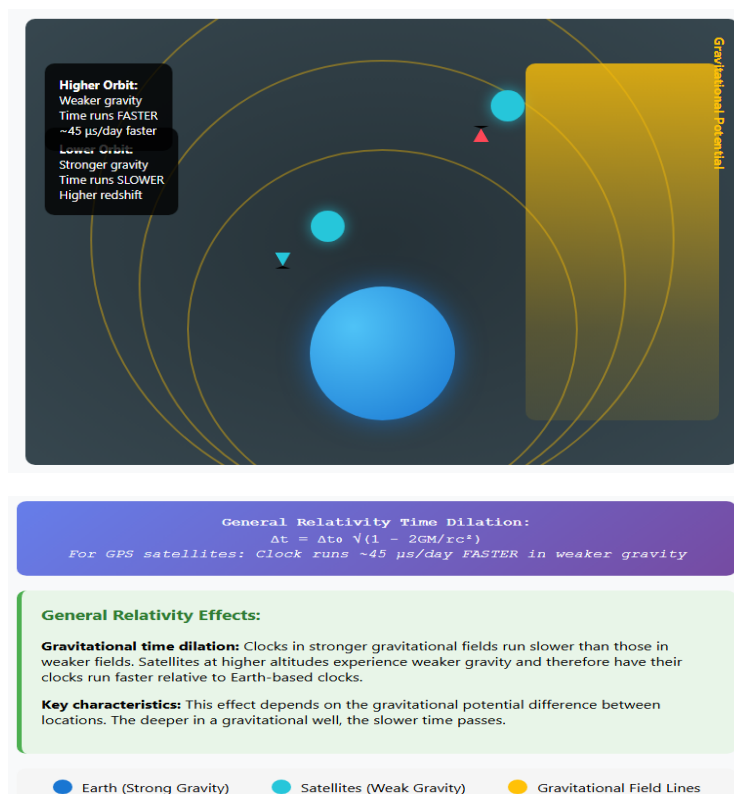 Gravitational Potential
Higher Orbit:
Weaker gravity
Time runs FASTER
~45 μs/day faster
Lower Orbit:
Stronger gravity
Time runs SLOWER
Higher redshift
General Relativity Time Dilation:
Δt = Δt₀ √(1 - 2GM/rc²)
For GPS satellites: Clock runs ~45 μs/day FASTER in weaker gravity
General Relativity Effects:
Gravitational time dilation: Clocks in stronger gravitational fields run slower than those in
weaker fields. Satellites at higher altitudes experience weaker gravity and therefore have their
clocks run faster relative to Earth-based clocks.
Key characteristics: This effect depends on the gravitational potential difference between
locations. The deeper in a gravitational well, the slower time passes.
Earth (Strong Gravity)
Satellites (Weak Gravity)
Gravitational Field Lines